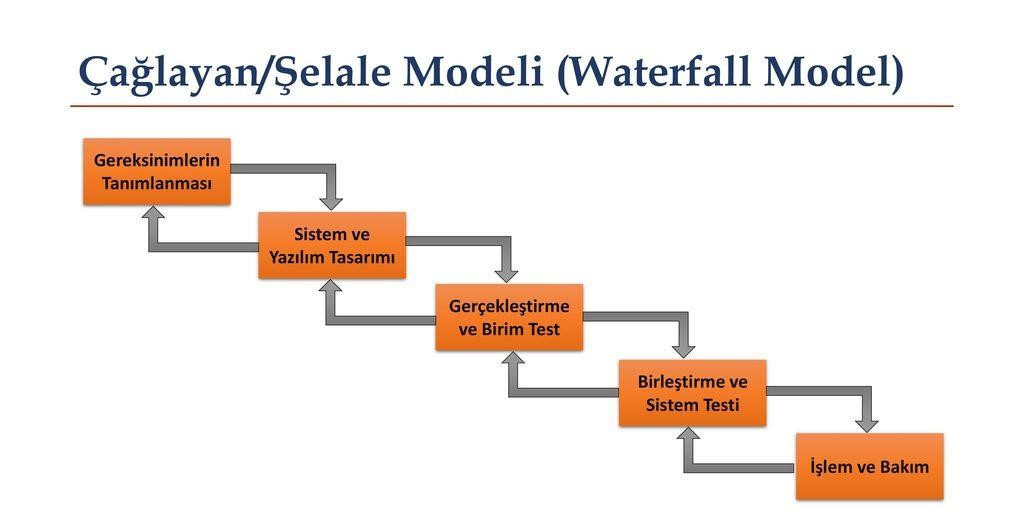 Çağlayan/Şelale Modeli (Waterfall Model)
Gereksinimlerin
Tanımlanması
Sistem ve
Yazılım Tasarımı
Gerçekleştirme
ve Birim Test
Birleştirme ve
Sistem Testi
İşlem ve Bakım